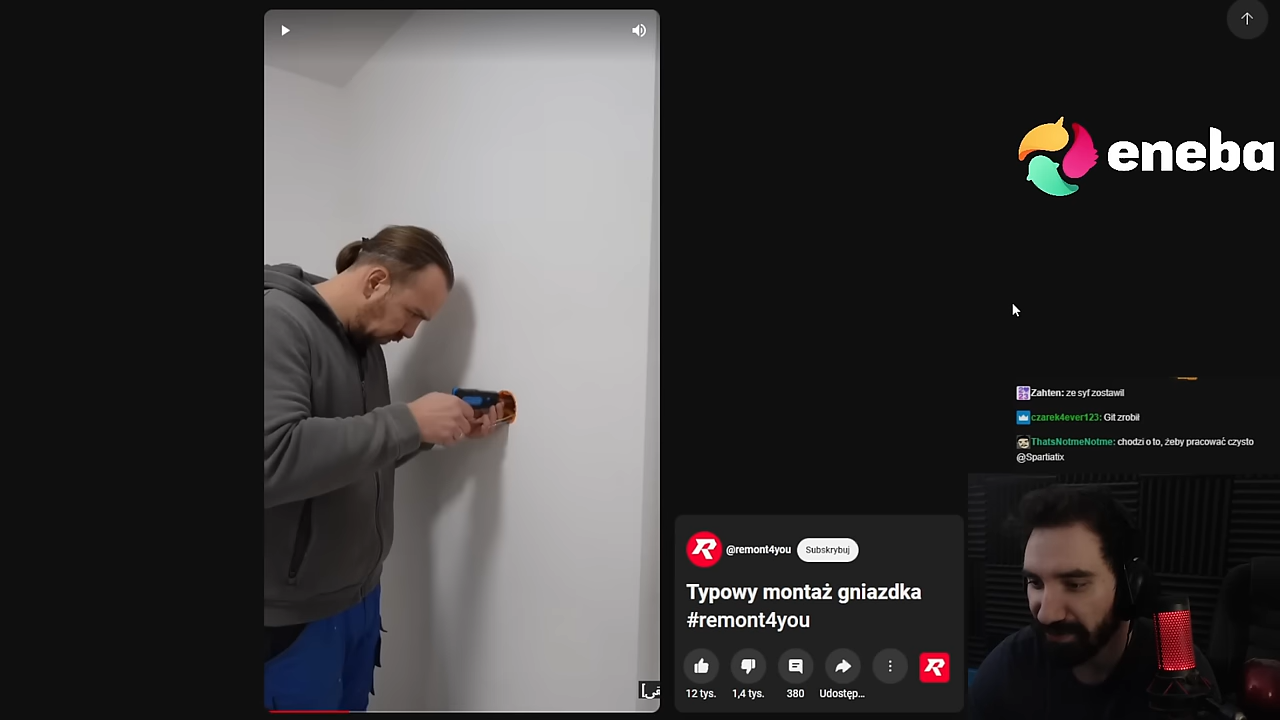 eneba
Zahten: ze syf zostawil
czarek4ever123: Git zrobił
ThatsNotmeNotme: chodzi o to, żeby pracować czysto
@Spartiatix
@remont4you
Subskrybuj
Typowy montaż gniazdka
#remont4you
12 tys.
1,4 tys.
380
Udostęp...